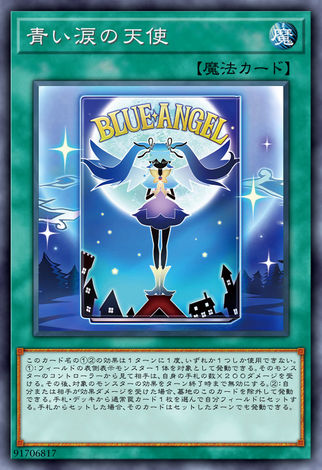 青い涙の天使
魔
【魔法カード】
BLUE★ANGEL
このカード名の①②の効果は1ターンに1度、いずれか1つしか使用できない。
①:フィールドの表側表示モンスター1体を対象として発動できる。そのモンス
ターのコントローラーから見て相手は、自身の手札の数×200ダメージを受
ける。その後、対象のモンスターの効果をターン終了時まで無効にする。②:自
分または相手が効果ダメージを受けた場合、墓地のこのカードを除外して発動
できる。手札・デッキから通常罠カード1枚を選んで自分フィールドにセットす
る。手札からセットした場合、そのカードはセットしたターンでも発動できる。
91706817